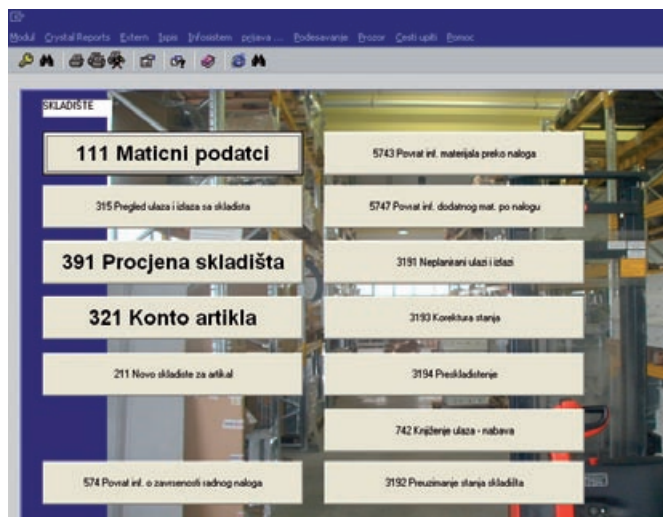 Modul Crystal Reports Extern Ispis Infosistem prijava ... Podesavanje Prozor Cesti upiti Pomoc
SKLADIŠTE
111 Maticni podatci
315 Pregled ulaza i izlaza sa skladista
391 Procjena skladišta
321 Konto artikla
211 Novo skladiste za artikal
574 Povrat inf. o zavrsenosti radnog naloga
5743 Povrat inf. materijala preko naloga
5747 Povrat inf. dodatnog mat. po nalogu
3191 Neplanirani ulazi i izlazi
3193 Korektura stanja
3194 Preskladistenje
742 Knjiženje ulaza - nabava
3192 Preuzimanje stanja skladišta